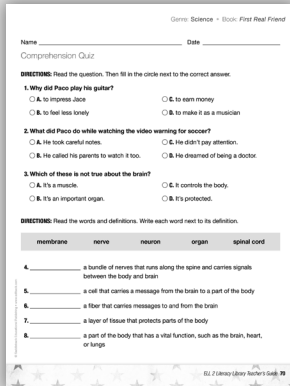 Genre: Science • Book: First Real Friend
Name Date
Comprehension Quiz
DIRECTIONS: Read the question. Then fill in the circle next to the correct answer.
1. Why did Paco play his guitar?
A. to impress Jace C. to earn money
B. to feel less lonely D. to make it as a musician
2. What did Paco do while watching the video warning for soccer?
A. He took careful notes. C. He didn't pay attention.
B. He called his parents to watch it too. D. He dreamed of being a doctor.
3. Which of these is not true about the brain?
A. It's a muscle. C. It controls the body.
B. It's an important organ. D. It's protected.
DIRECTIONS: Read the words and definitions. Write each word next to its definition.
membrane nerve neuron organ spinal cord
4. a bundle of nerves that runs along the spine and carries signals
between the body and brain
5. a cell that carries a message from the brain to a part of the body
6. a fiber that carries messages to and from the brain
7. a layer of tissue that protects parts of the body
8. a part of the body that has a vital function, such as the brain, heart,
or lungs
ELL 2 Literacy Library Teacher's Guide 79